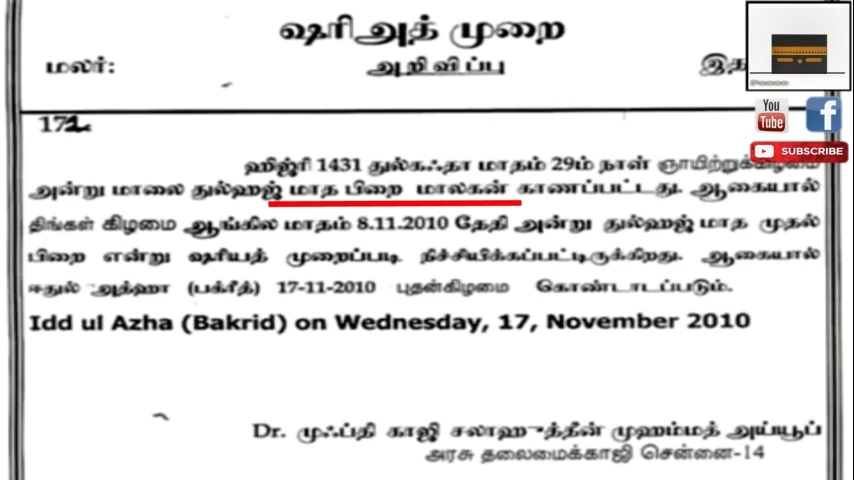 ஷரிஅத் முறை
மலர்: அறிவிப்பு இத
ஹிஜ்ரி 1431 துல்கஃதா மாதம் 29ம் நாள் ஞாயிற்றுக்கிழமை
அன்று மாலை துல்ஹஜ் மாத பிறை மாலகன் காணப்பட்டது. ஆகையால்
திங்கள் கிழமை ஆங்கில மாதம் 8.11.2010 தேதி அன்று துல்ஹஜ் மாத முதல்
பிறை என்று ஷரியத் முறைப்படி நிச்சியிக்கப்பட்டிருக்கிறது. ஆகையால்
ஈதுல் அத்ஹா (பக்ரீத்) 17-11-2010 புதன்கிழமை கொண்டாடப்படும்.
Idd ul Azha (Bakrid) on Wednesday, 17, November 2010
Dr. முஃப்தி காஜி சலாஹுத்தீன் முஹம்மத் அய்யூப்
அரசு தலைமைக்காஜி சென்னை-14
You Tube f
SUBSCRIBE